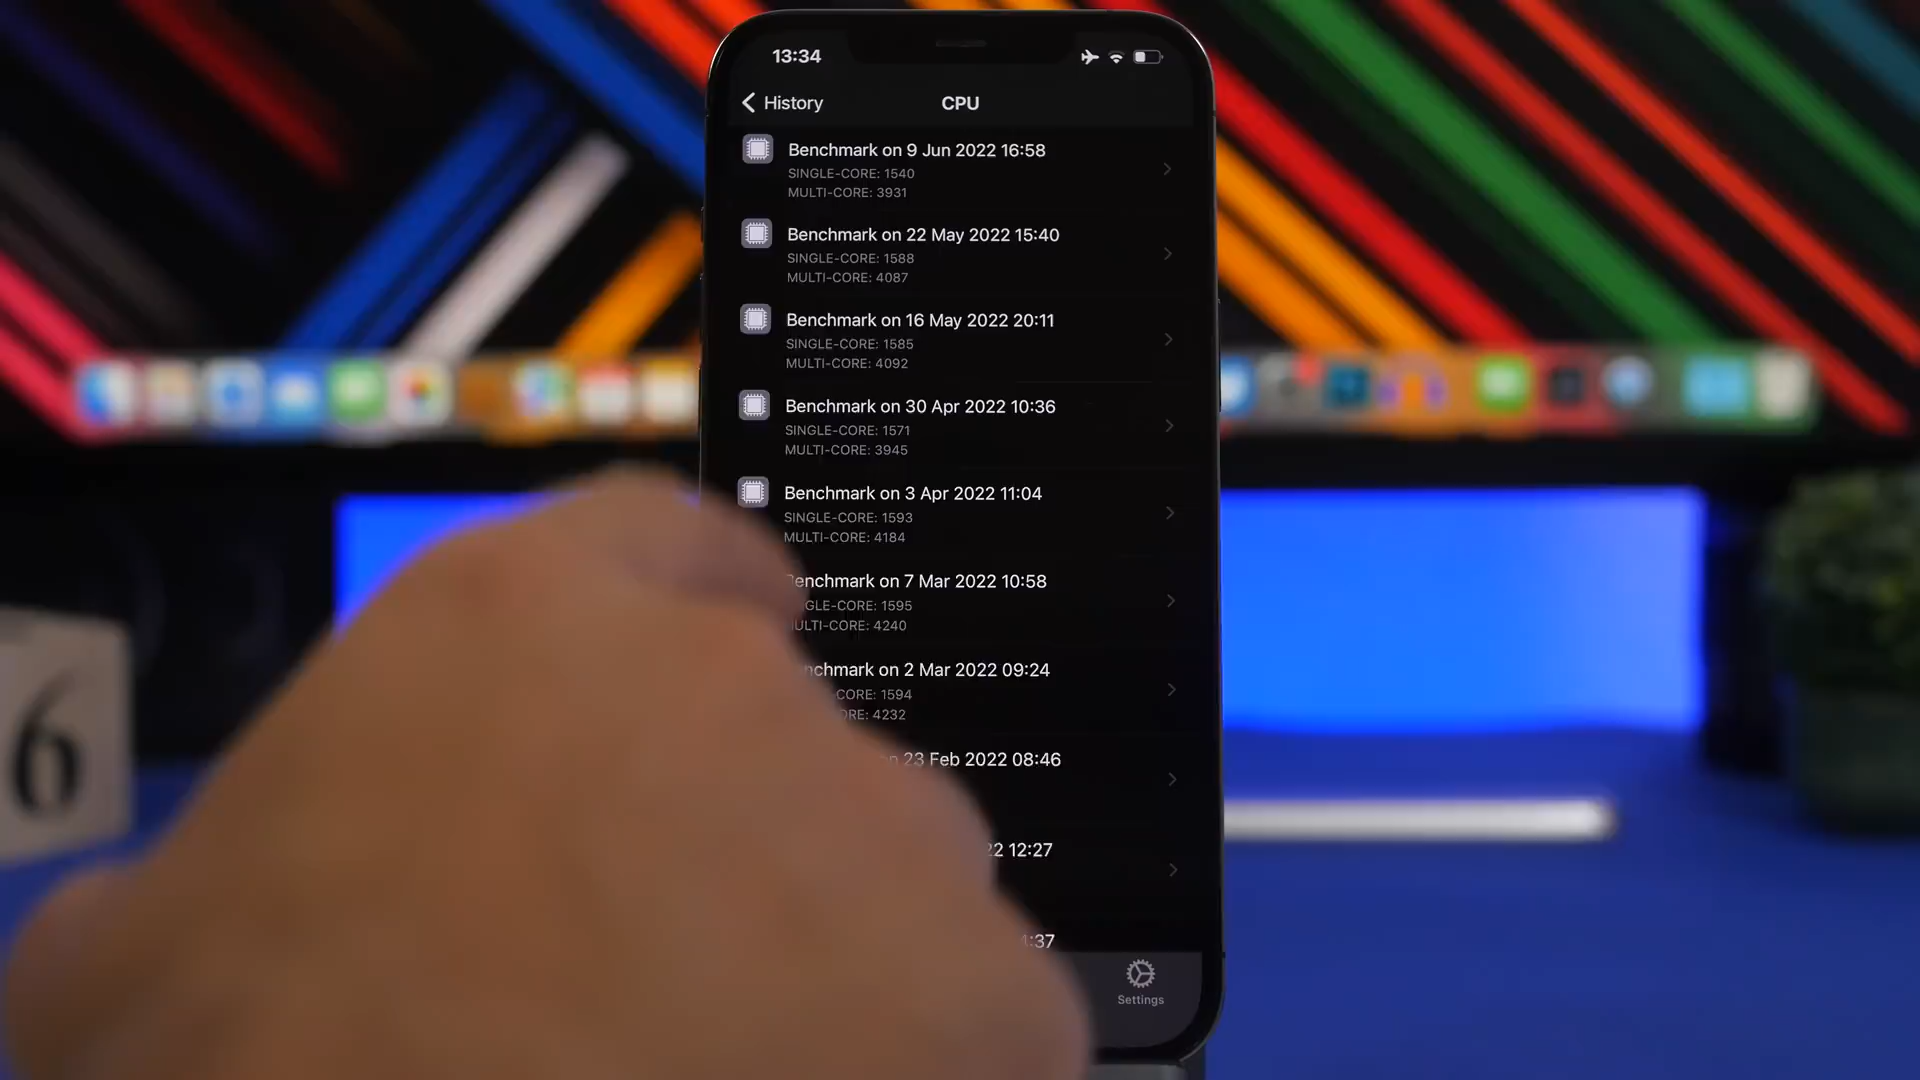 13:34
History
CPU
Benchmark on 9 Jun 2022 16:58
SINGLE-CORE: 1540
MULTI-CORE: 3931
Benchmark on 22 May 2022 15:40
SINGLE-CORE: 1588
MULTI-CORE: 4087
Benchmark on 16 May 2022 20:11
SINGLE-CORE: 1585
MULTI-CORE: 4092
Benchmark on 30 Apr 2022 10:36
SINGLE-CORE: 1571
MULTI-CORE: 3945
Benchmark on 3 Apr 2022 11:04
SINGLE-CORE: 1593
MULTI-CORE: 4184
enchmark on 7 Mar 2022 10:58
GLE-CORE: 1595
ULTI-CORE: 4240
nchmark on 2 Mar 2022 09:24
CORE: 1594
ORE: 4232
n 23 Feb 2022 08:46
22 12:27
:37
Settings
6